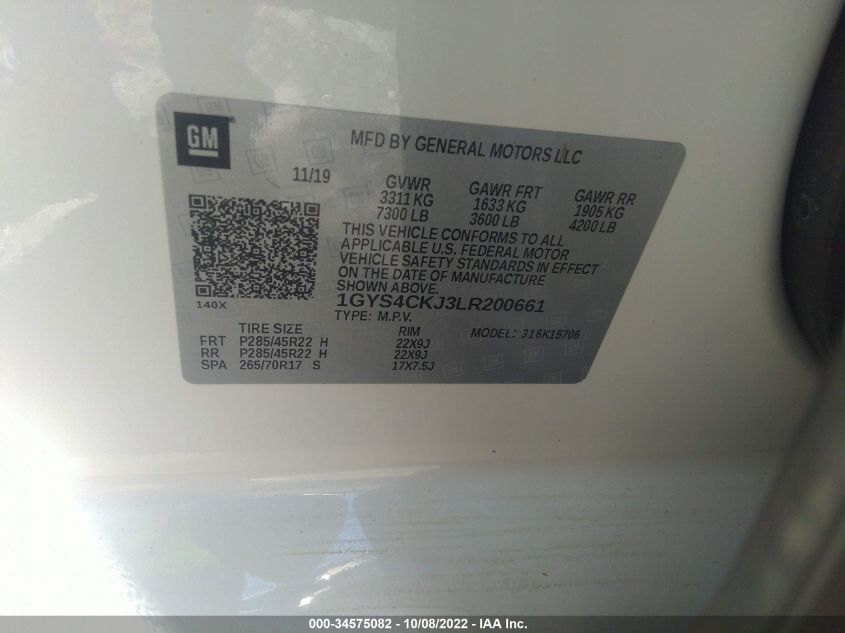 GM
MFD BY GENERAL MOTORS LLC
11/19
GVWR
3311 KG
7300 LB
GAWR FRT
1633 KG
3600 LB
GAWR RR
1905 KG
4200 LB
THIS VEHICLE CONFORMS TO ALL
APPLICABLE U.S. FEDERAL MOTOR
VEHICLE SAFETY STANDARDS IN EFFECT
ON THE DATE OF MANUFACTURE
SHOWN ABOVE.
140X
1GYS4CKJ3LR200661
TYPE: M.P.V.
MODEL: 316K15706
TIRE SIZE RIM
FRT P285/45R22 H 22X9J
RR P285/45R22 H 22X9J
SPA 265/70R17 S 17X7.5J
000-34575082 - 10/08/2022 - IAA Inc.